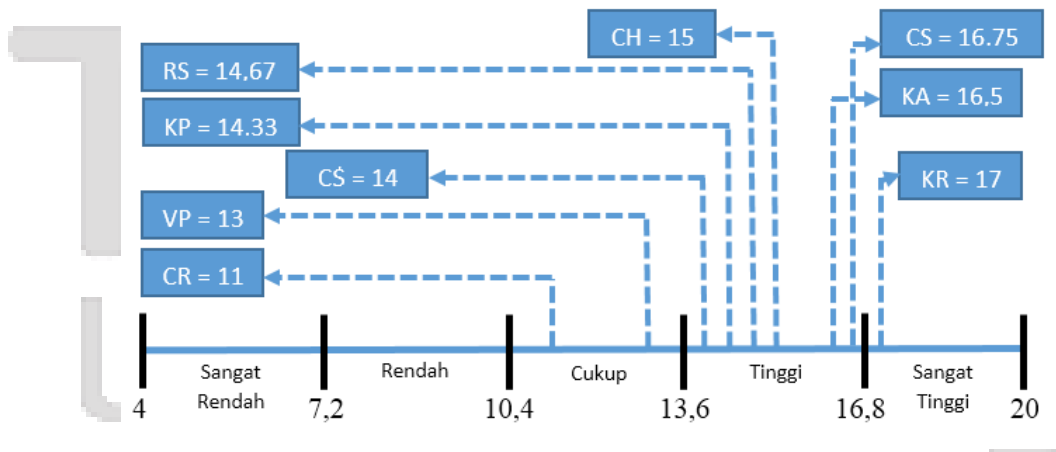 CH = 15
CS = 16.75
RS = 14,67
KA = 16,5
KP = 14.33
CṠ = 14
KR = 17
VP = 13
CR = 11
Sangat
Rendah
Rendah
Cukup
Tinggi
Sangat
Tinggi
4
7,2
10,4
13,6
16,8
20